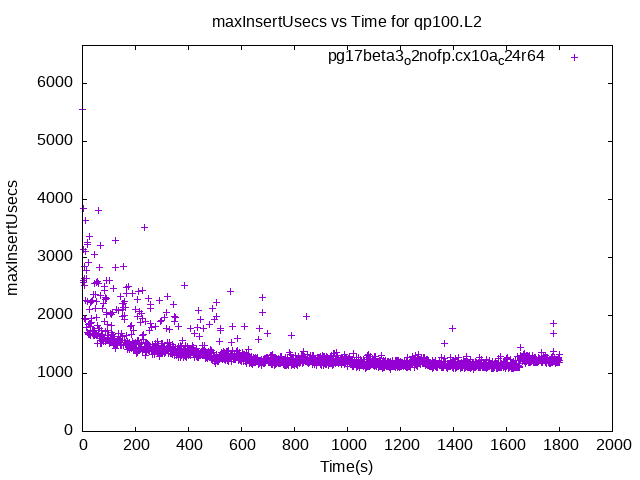 maxInsertUsecs vs Time for qp100.L2
pg17beta3o2nofp.cx10ac24r64
6000
5000
4000
3000
2000
1000
0
maxInsertUsecs
0 200 400 600 800 1000 1200 1400 1600 1800 2000
Time(s)